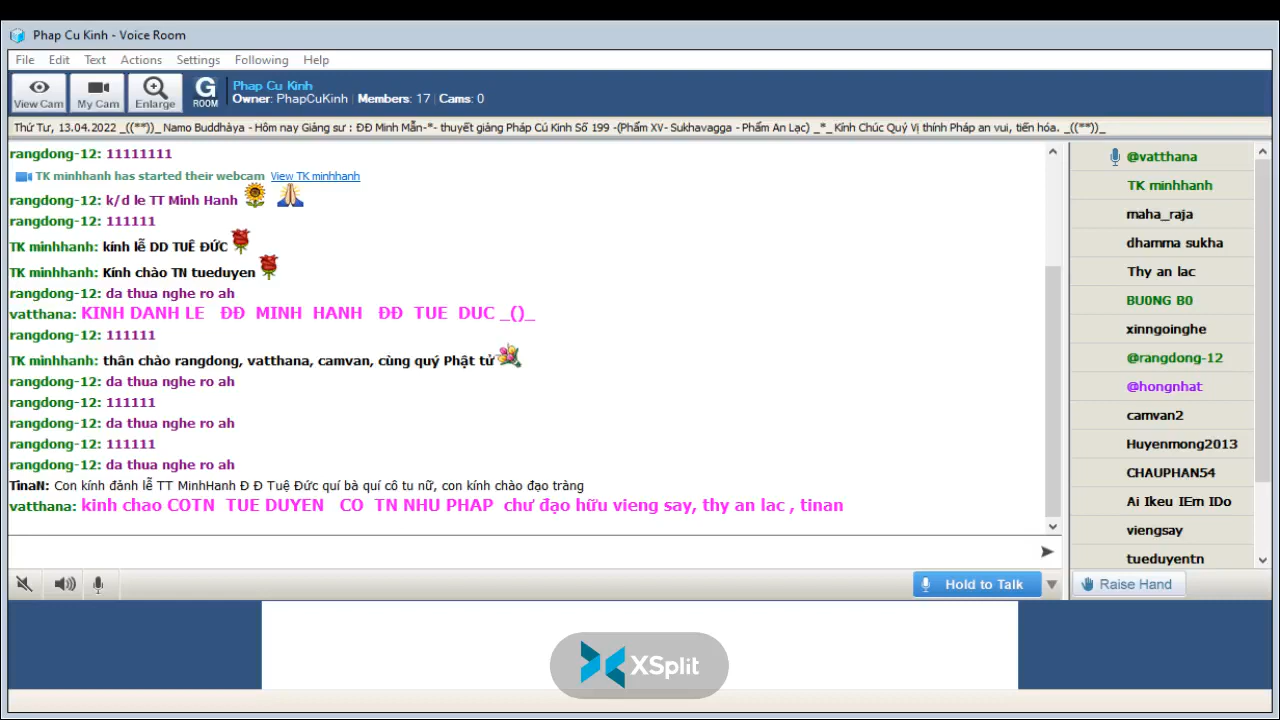 Phap Cu Kinh - Voice Room
File Edit Text Actions Settings Following Help
View Cam My Cam Enlarge G ROOM
Phap Cu Kinh
Owner: PhapCuKinh | Members: 17 | Cams: 0
Thứ Tư, 13.04.2022 _((**))_ Namo Buddhàya - Hôm nay Giảng sư : ĐĐ Minh Mẫn-*- thuyết giảng Pháp Cú Kinh Số 199 -(Phẩm XV- Sukhavagga - Phẩm An Lạc) _*_ Kính Chúc Quý Vị thính Pháp an vui, tiến hóa. _((**))_
rangdong-12: 11111111
TK minhhanh has started their webcam View TK minhhanh
rangdong-12: k/d le TT Minh Hanh
rangdong-12: 111111
TK minhhanh: kính lễ DD TUÊ ĐỨC
TK minhhanh: Kính chào TN tueduyen
rangdong-12: da thua nghe ro ah
vatthana: KINH DANH LE ĐĐ MINH HANH ĐĐ TUE DUC _()_
rangdong-12: 111111
TK minhhanh: thân chào rangdong, vatthana, camvan, cùng quý Phật tử
rangdong-12: da thua nghe ro ah
rangdong-12: 111111
rangdong-12: da thua nghe ro ah
rangdong-12: 111111
rangdong-12: da thua nghe ro ah
TinaN: Con kính đảnh lễ TT MinhHanh Đ Đ Tuệ Đức quí bà quí cô tu nữ, con kính chào đạo tràng
vatthana: kinh chao COTN TUE DUYEN CO TN NHU PHAP chư đạo hữu vieng say, thy an lac , tinan
@vatthana
TK minhhanh
maha_raja
dhamma sukha
Thy an lac
BU0NG B0
xinngoinghe
@rangdong-12
@hongnhat
camvan2
Huyenmong2013
CHAUPHAN54
Ai Ikeu IEm IDo
viengsay
tueduyentn
Hold to Talk
Raise Hand
XSplit